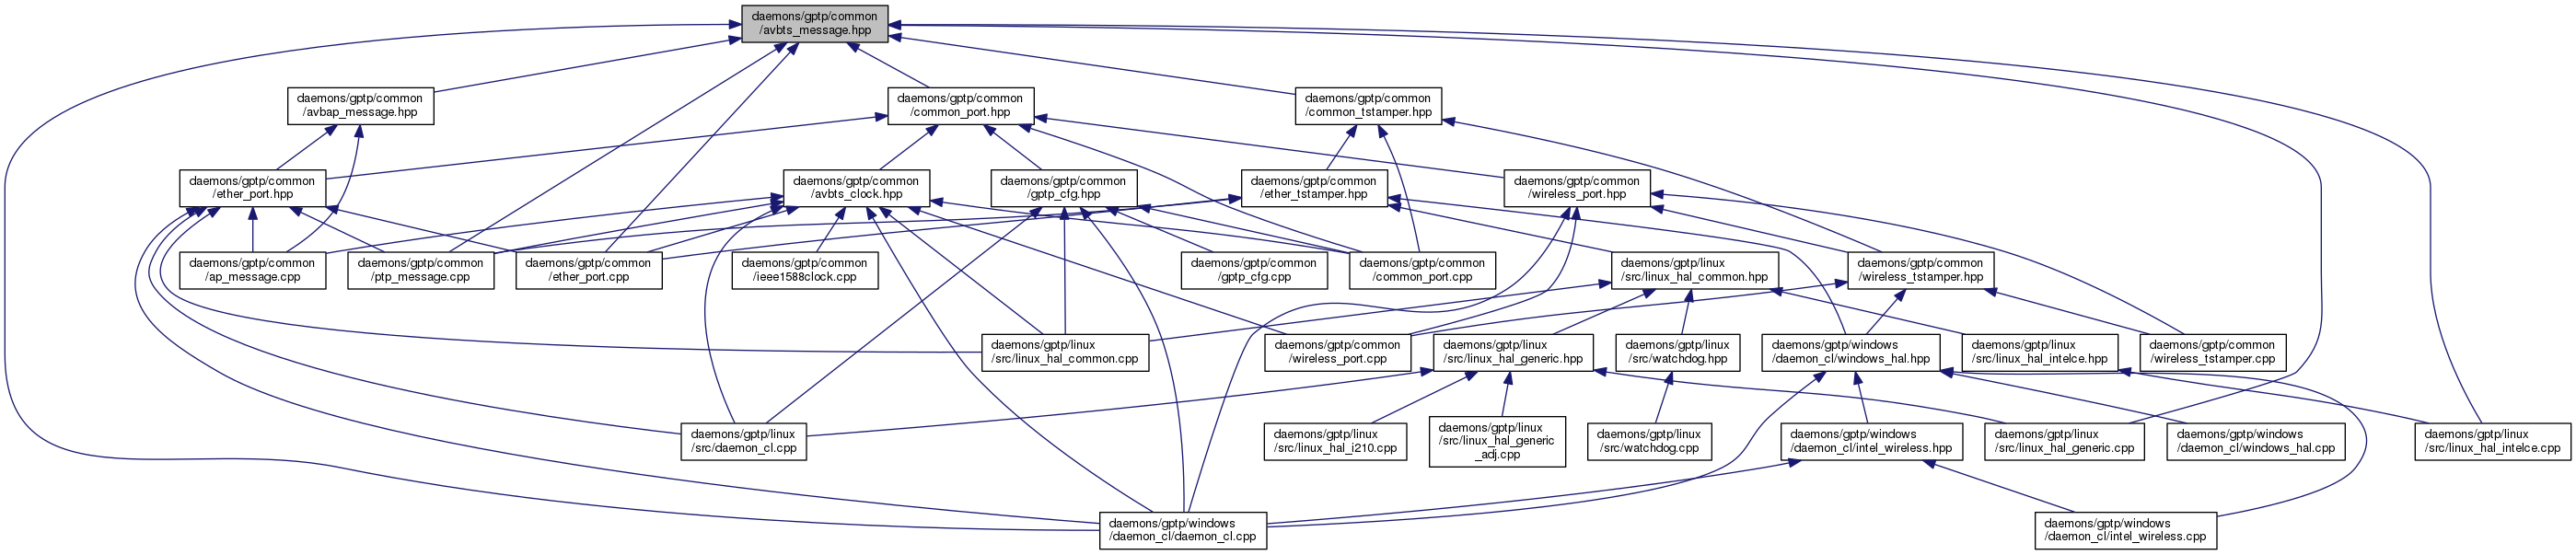 daemons/gptp/common
/avbts_message.hpp
daemons/gptp/common
/avbap_message.hpp
daemons/gptp/common
/common_port.hpp
daemons/gptp/common
/common_tstamper.hpp
daemons/gptp/common
/ether_port.hpp
daemons/gptp/common
/avbts_clock.hpp
daemons/gptp/common
/gptp_cfg.hpp
daemons/gptp/common
/ether_tstamper.hpp
daemons/gptp/common
/wireless_port.hpp
daemons/gptp/common
/ap_message.cpp
daemons/gptp/common
/ptp_message.cpp
daemons/gptp/common
/ether_port.cpp
daemons/gptp/common
/ieee1588clock.cpp
daemons/gptp/common
/gptp_cfg.cpp
daemons/gptp/common
/common_port.cpp
daemons/gptp/linux
/src/linux_hal_common.hpp
daemons/gptp/common
/wireless_tstamper.hpp
daemons/gptp/linux
/src/linux_hal_common.cpp
daemons/gptp/common
/wireless_port.cpp
daemons/gptp/linux
/src/linux_hal_generic.hpp
daemons/gptp/linux
/src/watchdog.hpp
daemons/gptp/windows
/daemon_cl/windows_hal.hpp
daemons/gptp/linux
/src/linux_hal_intelce.hpp
daemons/gptp/common
/wireless_tstamper.cpp
daemons/gptp/linux
/src/daemon_cl.cpp
daemons/gptp/linux
/src/linux_hal_i210.cpp
daemons/gptp/linux
/src/linux_hal_generic
_adj.cpp
daemons/gptp/linux
/src/watchdog.cpp
daemons/gptp/windows
/daemon_cl/intel_wireless.hpp
daemons/gptp/linux
/src/linux_hal_generic.cpp
daemons/gptp/windows
/daemon_cl/windows_hal.cpp
daemons/gptp/linux
/src/linux_hal_intelce.cpp
daemons/gptp/windows
/daemon_cl/daemon_cl.cpp
daemons/gptp/windows
/daemon_cl/intel_wireless.cpp